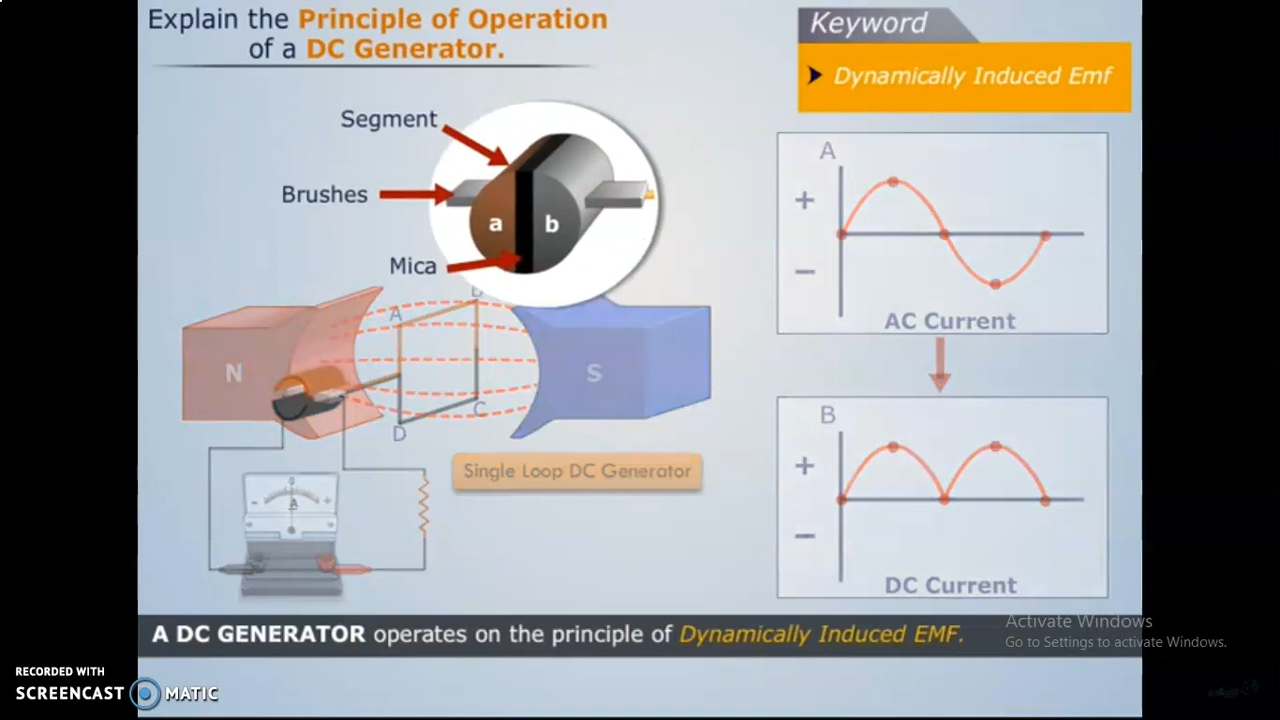 Explain the Principle of Operation
of a DC Generator.
Keyword
Dynamically Induced Emf
Segment
Brushes
a
b
Mica
A
+
−
AC Current
N
A
D
C
S
Single Loop DC Generator
B
+
−
DC Current
−
+
A
A DC GENERATOR operates on the principle of Dynamically Induced EMF.
Activate Windows
Go to Settings to activate Windows.
RECORDED WITH
SCREENCAST MATIC